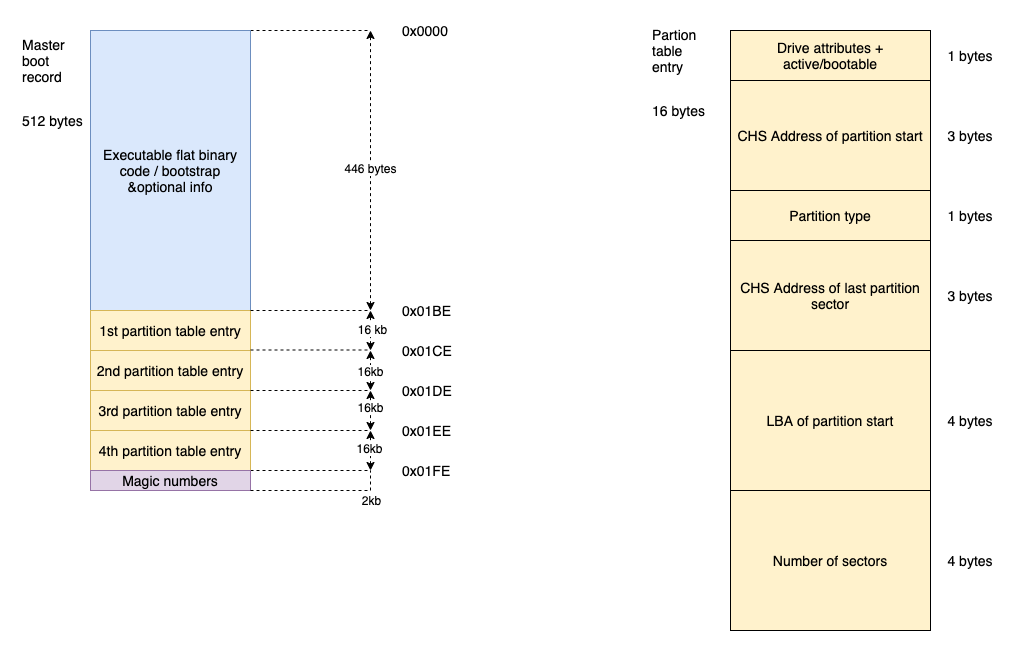 Master
boot
record
512 bytes
Executable flat binary
code / bootstrap
&optional info
1st partition table entry
2nd partition table entry
3rd partition table entry
4th partition table entry
Magic numbers
0x0000
446 bytes
0x01BE
16 kb
0x01CE
16kb
0x01DE
16kb
0x01EE
16kb
0x01FE
2kb
Partion
table
entry
16 bytes
Drive attributes +
active/bootable
1 bytes
CHS Address of partition start
3 bytes
Partition type
1 bytes
CHS Address of last partition
sector
3 bytes
LBA of partition start
4 bytes
Number of sectors
4 bytes